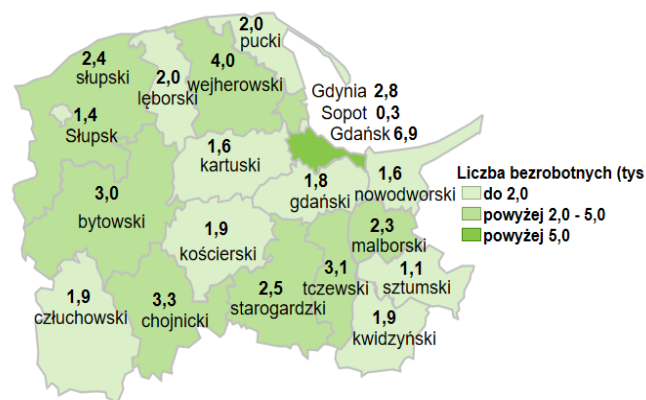 2,0
pucki
2,4
słupski
2,0
lęborski
4,0
wejherowski
Gdynia 2,8
Sopot 0,3
Gdańsk 6,9
1,4
Słupsk
1,6
kartuski
1,8
gdański
1,6
nowodworski
Liczba bezrobotnych (tys
do 2,0
powyżej 2,0 - 5,0
powyżej 5,0
3,0
bytowski
1,9
kościerski
2,3
malborski
3,1
tczewski
1,1
sztumski
1,9
człuchowski
3,3
chojnicki
2,5
starogardzki
1,9
kwidzyński